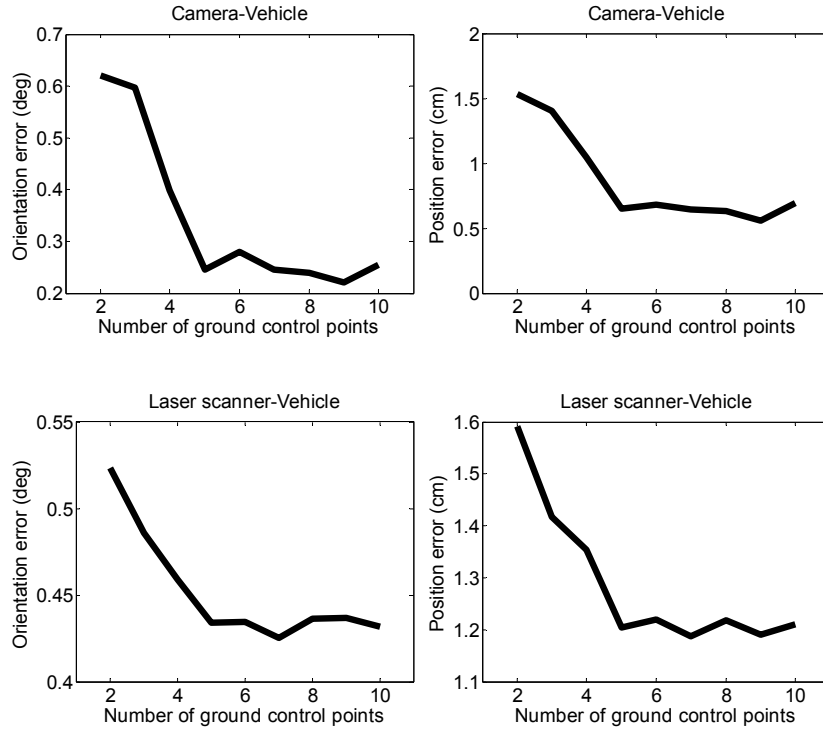 Camera-Vehicle
0.7
0.6
0.5
0.4
0.3
0.2
Orientation error (deg)
2 4 6 8 10
Number of ground control points
Camera-Vehicle
2
1.5
1
0.5
0
Position error (cm)
2 4 6 8 10
Number of ground control points
Laser scanner-Vehicle
0.55
0.5
0.45
0.4
Orientation error (deg)
2 4 6 8 10
Number of ground control points
Laser scanner-Vehicle
1.6
1.5
1.4
1.3
1.2
1.1
Position error (cm)
2 4 6 8 10
Number of ground control points